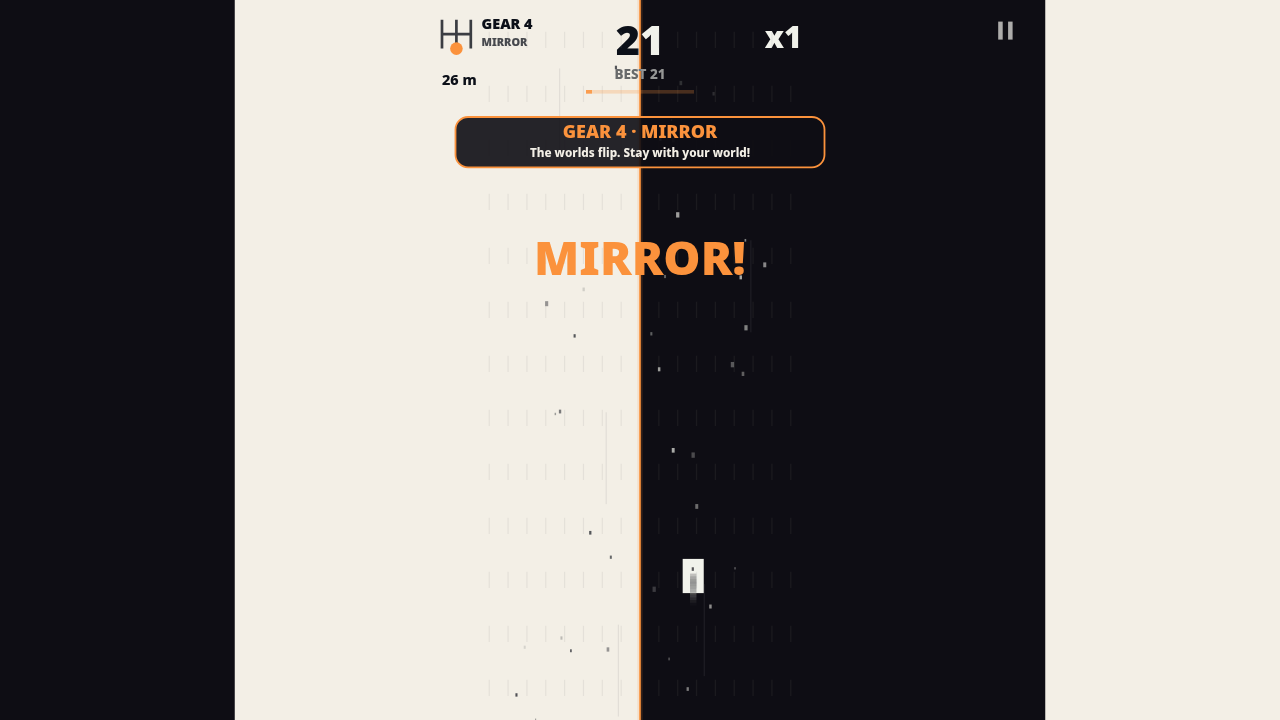 GEAR 4
MIRROR
21
x1
BEST 21
26 m
GEAR 4 · MIRROR
The worlds flip. Stay with your world!
MIRROR!